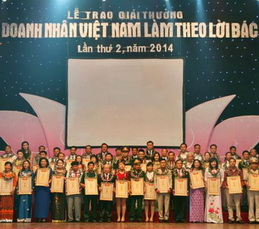 LỄ TRAO GIẢI THƯỞNG
DOANH NHÂN VIỆT NAM LÀM THEO LỜI BÁC
Lần thứ 2, năm 2014